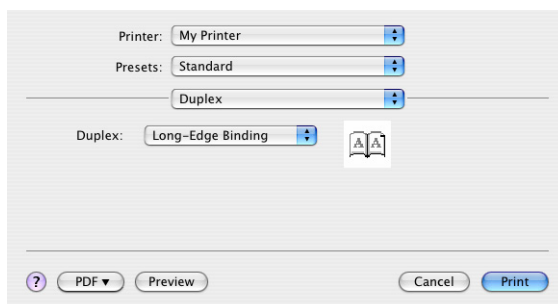 Printer: My Printer
Presets: Standard
Duplex
Duplex: Long-Edge Binding
A A
? PDF Preview Cancel Print